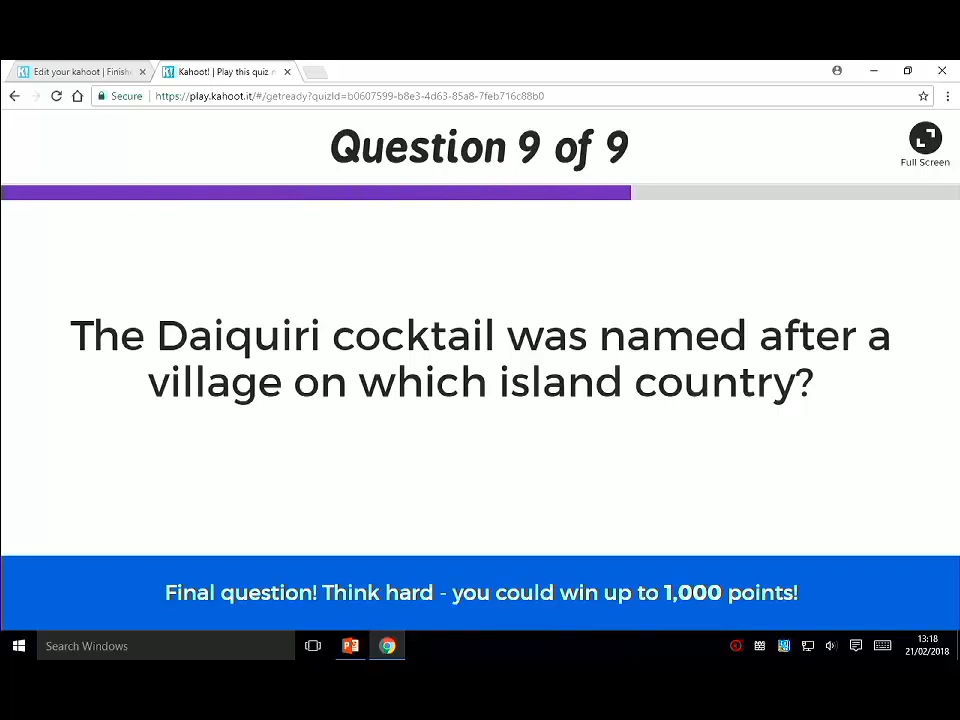 Edit your kahoot | Finish
Kahoot! | Play this quiz
Secure
https://play.kahoot.it/#/getready?quizId=b0607599-b8e3-4d63-85a8-7feb716c88b0
Question 9 of 9
Full Screen
The Daiquiri cocktail was named after a
village on which island country?
Final question! Think hard - you could win up to 1,000 points!
Search Windows
13:18
21/02/2018